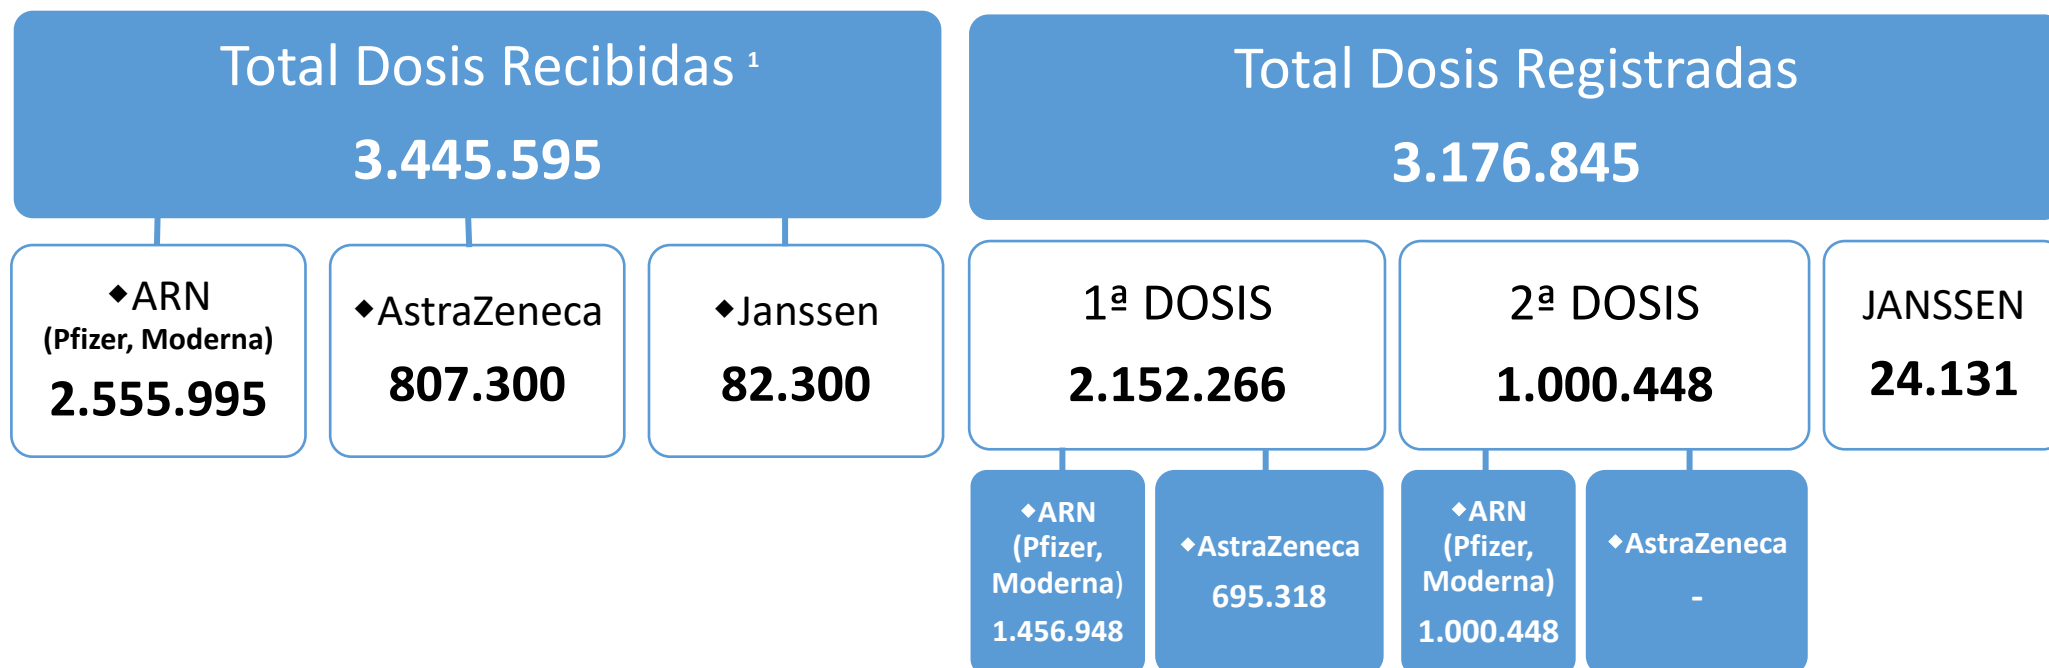 Total Dosis Recibidas 1
3.445.595
◆ARN
(Pfizer, Moderna)
2.555.995
◆AstraZeneca
807.300
◆Janssen
82.300
Total Dosis Registradas
3.176.845
1ª DOSIS
2.152.266
2ª DOSIS
1.000.448
JANSSEN
24.131
◆ARN
(Pfizer,
Moderna)
1.456.948
◆AstraZeneca
695.318
◆ARN
(Pfizer,
Moderna)
1.000.448
◆AstraZeneca
-